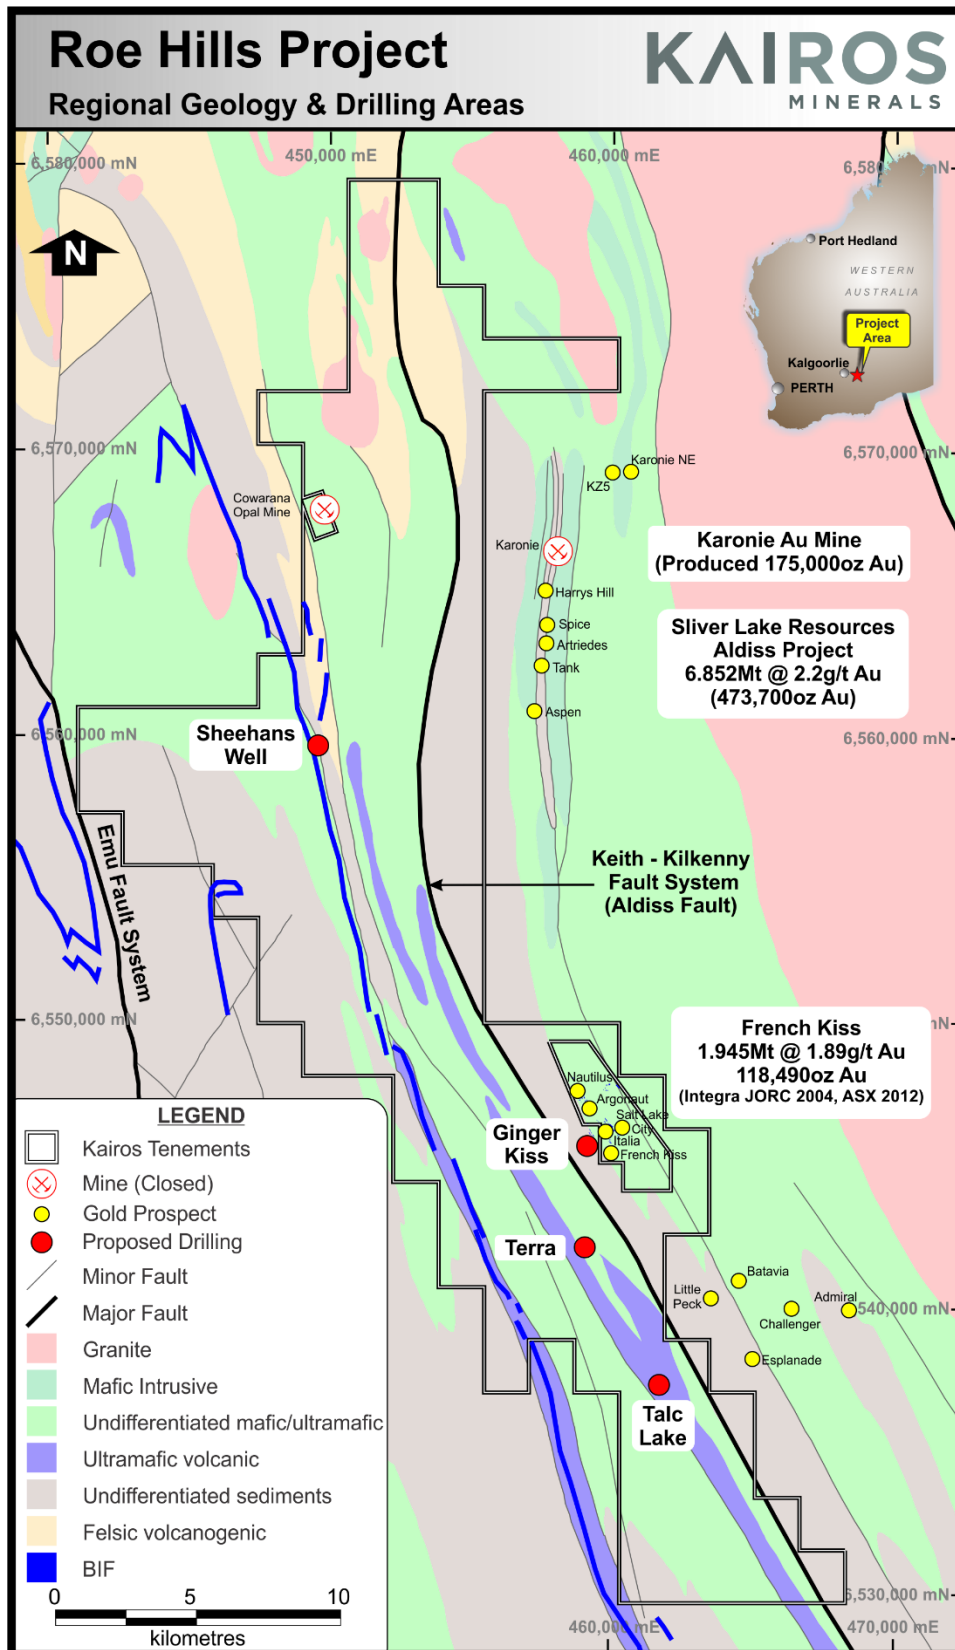 Roe Hills Project
Regional Geology & Drilling Areas
KAIROS
MINERALS
450,000 mE
460,000 mE
6,580,000 mN
6,580
mN
N
Port Hedland
WESTERN
AUSTRALIA
Project
Area
Kalgoorlie
PERTH
6,570,000 mN
6,570,000 mN
Karonie NE
KZ5
Cowarana
Opal Mine
Karonie
Karonie Au Mine
(Produced 175,000oz Au)
Harrys Hill
Spice
Artriedes
Tank
Aspen
Sliver Lake Resources
Aldiss Project
6.852Mt @ 2.2g/t Au
(473,700oz Au)
6,560,000 mN
6,560,000 mN
Sheehans
Well
Emu Fault System
Keith - Kilkenny
Fault System
(Aldiss Fault)
6,550,000 mN
mN
French Kiss
1.945Mt @ 1.89g/t Au
118,490oz Au
(Integra JORC 2004, ASX 2012)
Nautilus
Argonaut
Salt Lake
City
Italia
French Kiss
Ginger
Kiss
Terra
Batavia
Little
Peck
Admiral
Challenger
Esplanade
540,000 mN
Talc
Lake
LEGEND
Kairos Tenements
Mine (Closed)
Gold Prospect
Proposed Drilling
Minor Fault
Major Fault
Granite
Mafic Intrusive
Undifferentiated mafic/ultramafic
Ultramafic volcanic
Undifferentiated sediments
Felsic volcanogenic
BIF
0 5 10
kilometres
6,530,000 mN
460,000 mE
470,000 mE